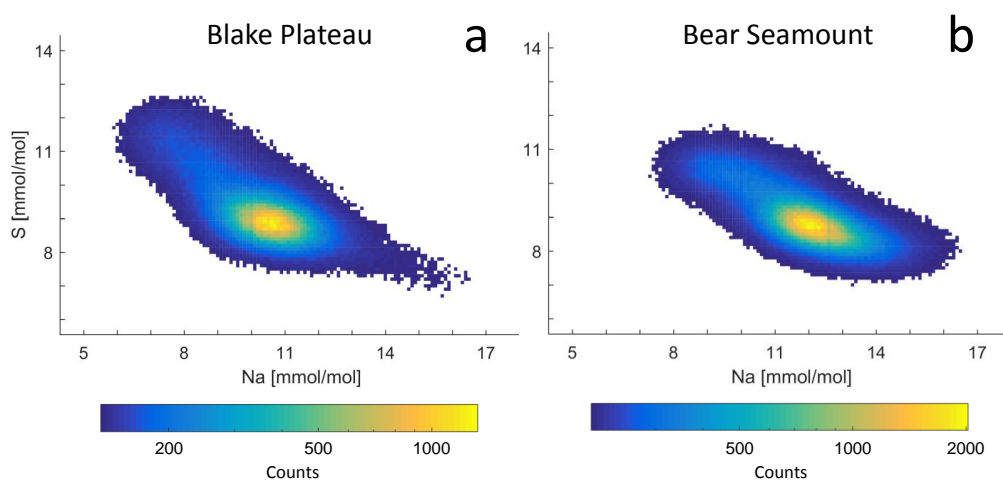 Blake Plateau
a
14
11
8
S [mmol/mol]
5
8
11
14
17
Na [mmol/mol]
200
500
1000
Counts
Bear Seamount
b
14
11
8
5
8
11
14
17
Na [mmol/mol]
500
1000
2000
Counts